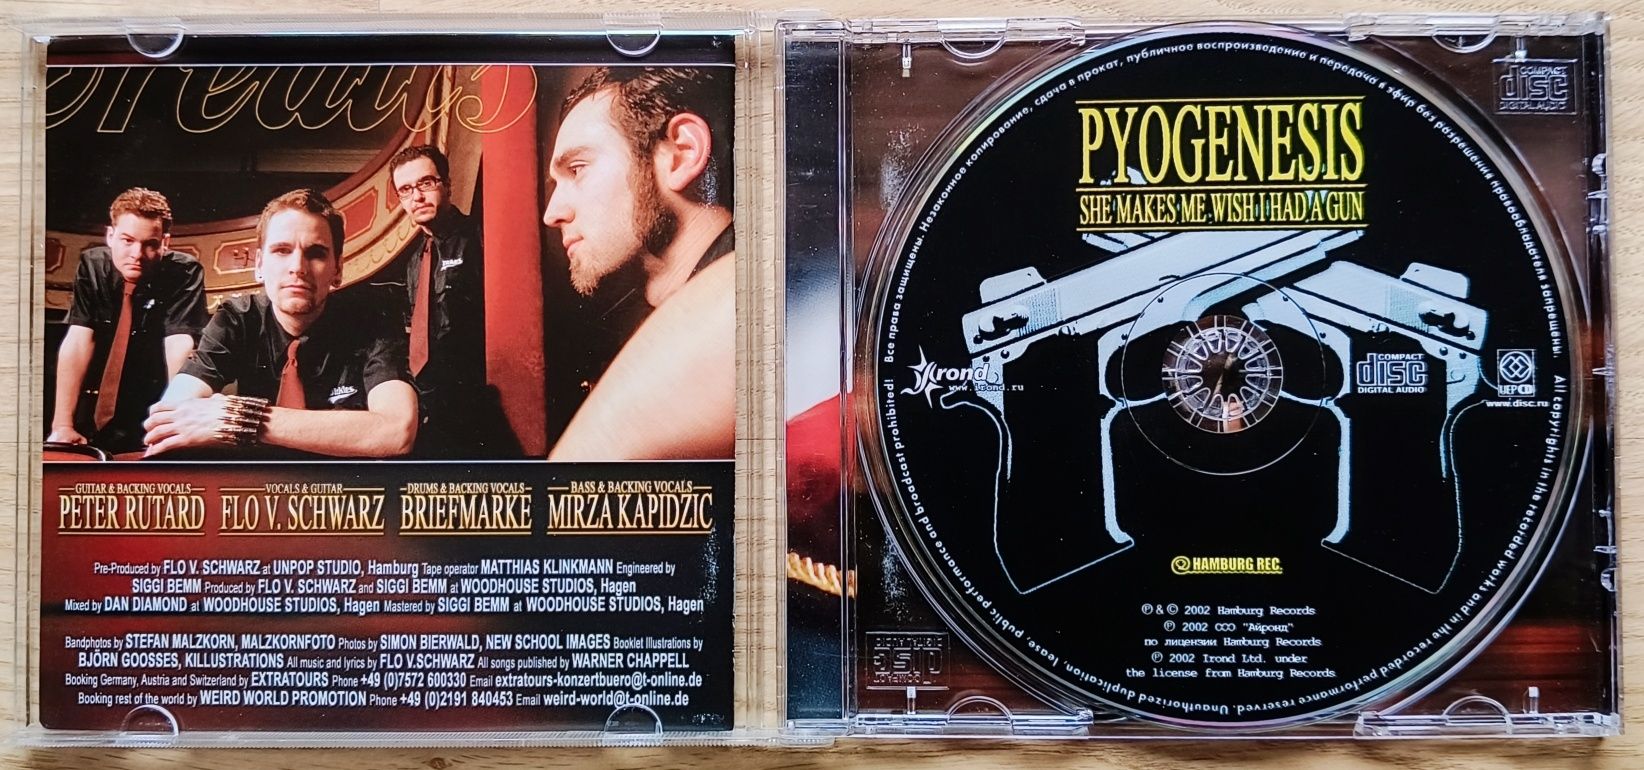 GUITAR & BACKING VOCALS
PETER RUTARD
VOCALS & GUITAR
FLO V. SCHWARZ
DRUMS & BACKING VOCALS
BRIEFMARKE
BASS & BACKING VOCALS
MIRZA KAPIDZIC
Pre-Produced by FLO V. SCHWARZ at UNPOP STUDIO, Hamburg Tape operator MATTHIAS KLINKMANN Engineered by
SIGGI BEMM Produced by FLO V. SCHWARZ and SIGGI BEMM at WOODHOUSE STUDIOS, Hagen
Mixed by DAN DIAMOND at WOODHOUSE STUDIOS, Hagen Mastered by SIGGI BEMM at WOODHOUSE STUDIOS, Hagen
Bandphotos by STEFAN MALZKORN, MALZKORNFOTO Photos by SIMON BIERWALD, NEW SCHOOL IMAGES Booklet Illustrations by
BJÖRN GOOSSES, KILLUSTRATIONS All music and lyrics by FLO V.SCHWARZ All songs published by WARNER CHAPPELL
Booking Germany, Austria and Switzerland by EXTRATOURS Phone +49 (0)7572 600330 Email extratours-konzertbuero@t-online.de
Booking rest of the world by WEIRD WORLD PROMOTION Phone +49 (0)2191 840453 Email weird-world@t-online.de
PYOGENESIS
SHE MAKES ME WISH I HAD A GUN
Все права защищены. Незаконное копирование, сдача в прокат, публичное воспроизведение и передача в эфир без разрешения правообладателя запрещены.
All copyrights in the recorded works and in the recorded performance reserved. Unauthorized duplication, lease, public performance and broadcast prohibited!
Irond
www.irond.ru
COMPACT
disc
DIGITAL AUDIO
UEP CD
www.disc.ru
HAMBURG REC.
℗ & © 2002 Hamburg Records
℗ 2002 ООО "Айронд"
по лицензии Hamburg Records
℗ 2002 Irond Ltd. under
the license from Hamburg Records
COMPACT
disc
DIGITAL AUDIO